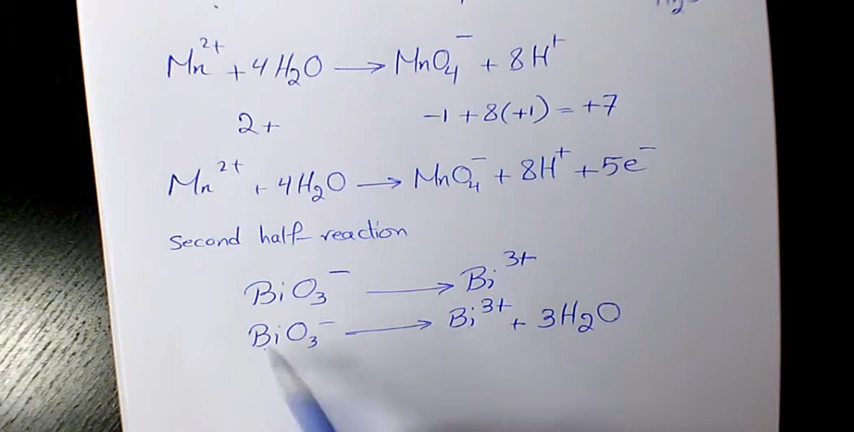 Mn²⁺ + 4H₂O ⟶ MnO₄⁻ + 8H⁺
2+ -1 + 8(+1) = +7
Mn²⁺ + 4H₂O ⟶ MnO₄⁻ + 8H⁺ + 5e⁻
Second half reaction
BiO₃⁻ ⟶ Bi³⁺
BiO₃⁻ ⟶ Bi³⁺ + 3H₂O